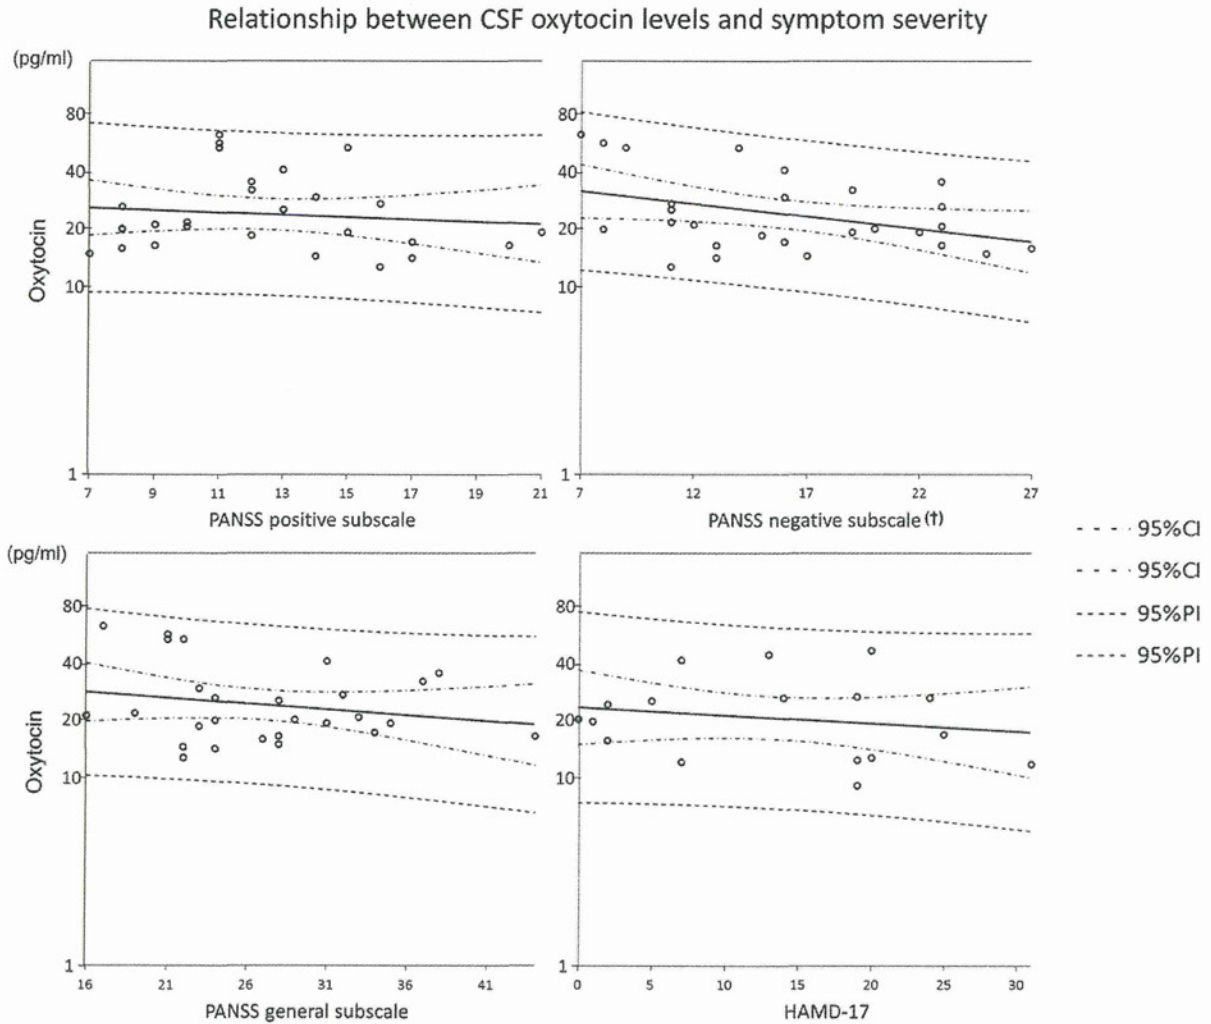 Relationship between CSF oxytocin levels and symptom severity
(pg/ml)
80
40
20
10
1
Oxytocin
7 9 11 13 15 17 19 21
PANSS positive subscale
80
40
20
10
1
7 12 17 22 27
PANSS negative subscale(†)
(pg/ml)
80
40
20
10
1
Oxytocin
16 21 26 31 36 41
PANSS general subscale
80
40
20
10
1
0 5 10 15 20 25 30
HAMD-17
95%CI
95%CI
95%PI
95%PI